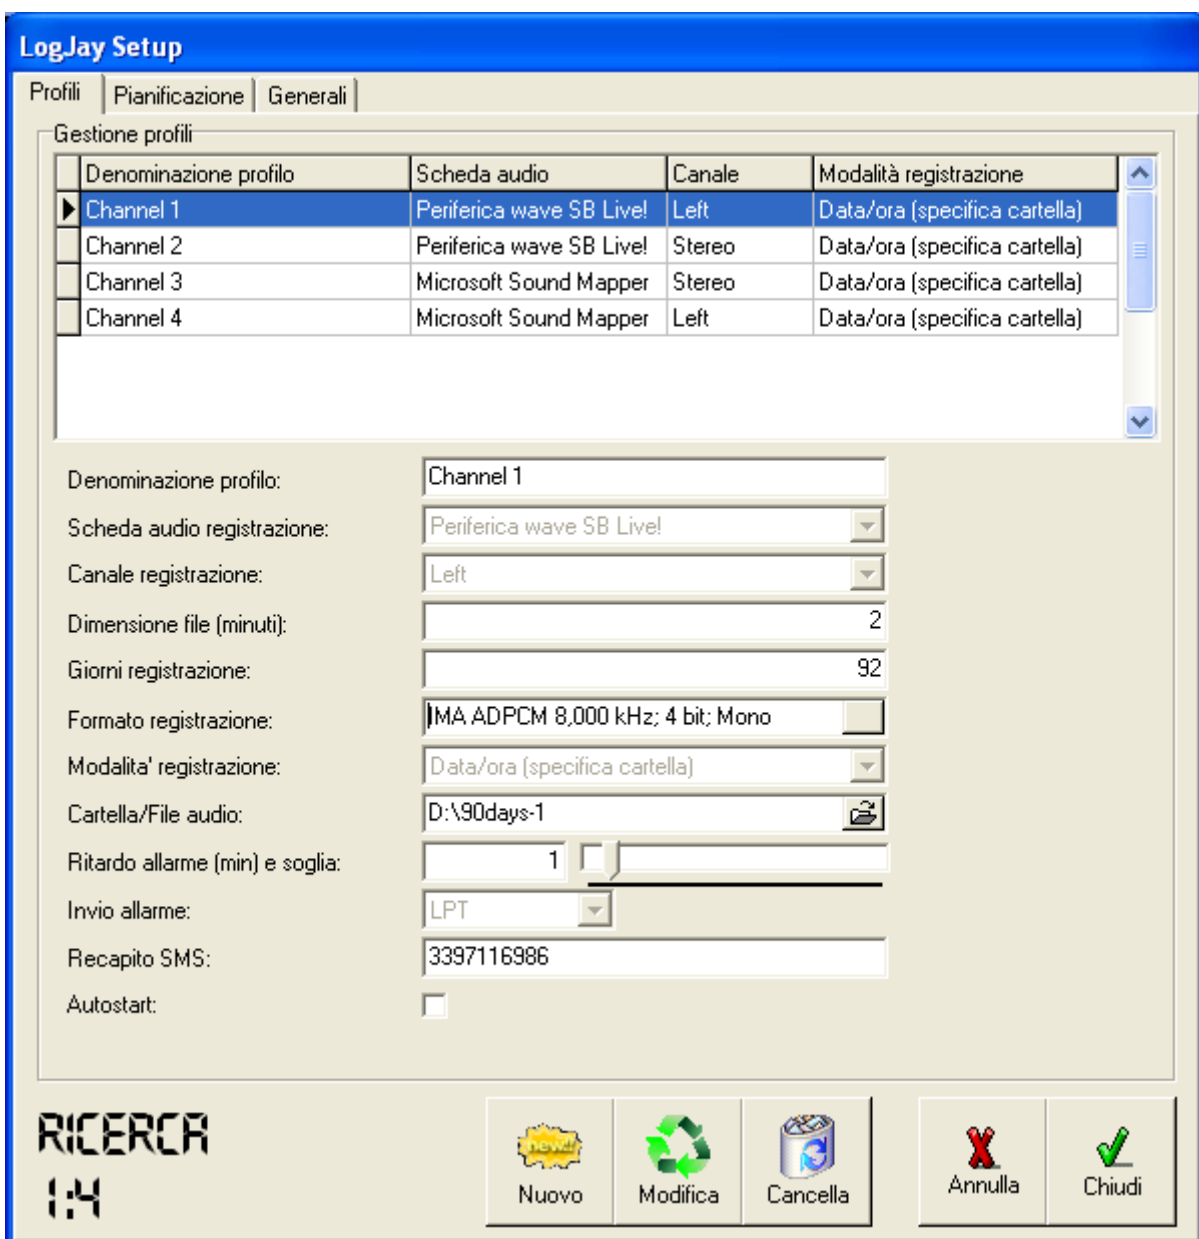 LogJay Setup
Profili Pianificazione Generali
Gestione profili
Denominazione profilo Scheda audio Canale Modalità registrazione
Channel 1 Periferica wave SB Live! Left Data/ora (specifica cartella)
Channel 2 Periferica wave SB Live! Stereo Data/ora (specifica cartella)
Channel 3 Microsoft Sound Mapper Stereo Data/ora (specifica cartella)
Channel 4 Microsoft Sound Mapper Left Data/ora (specifica cartella)
Denominazione profilo: Channel 1
Scheda audio registrazione: Periferica wave SB Live!
Canale registrazione: Left
Dimensione file (minuti): 2
Giorni registrazione: 92
Formato registrazione: IMA ADPCM 8,000 kHz; 4 bit; Mono
Modalita' registrazione: Data/ora (specifica cartella)
Cartella/File audio: D:\90days-1
Ritardo allarme (min) e soglia: 1
Invio allarme: LPT
Recapito SMS: 3397116986
Autostart:
RICERCA
1:4
new!!
Nuovo Modifica Cancella Annulla Chiudi